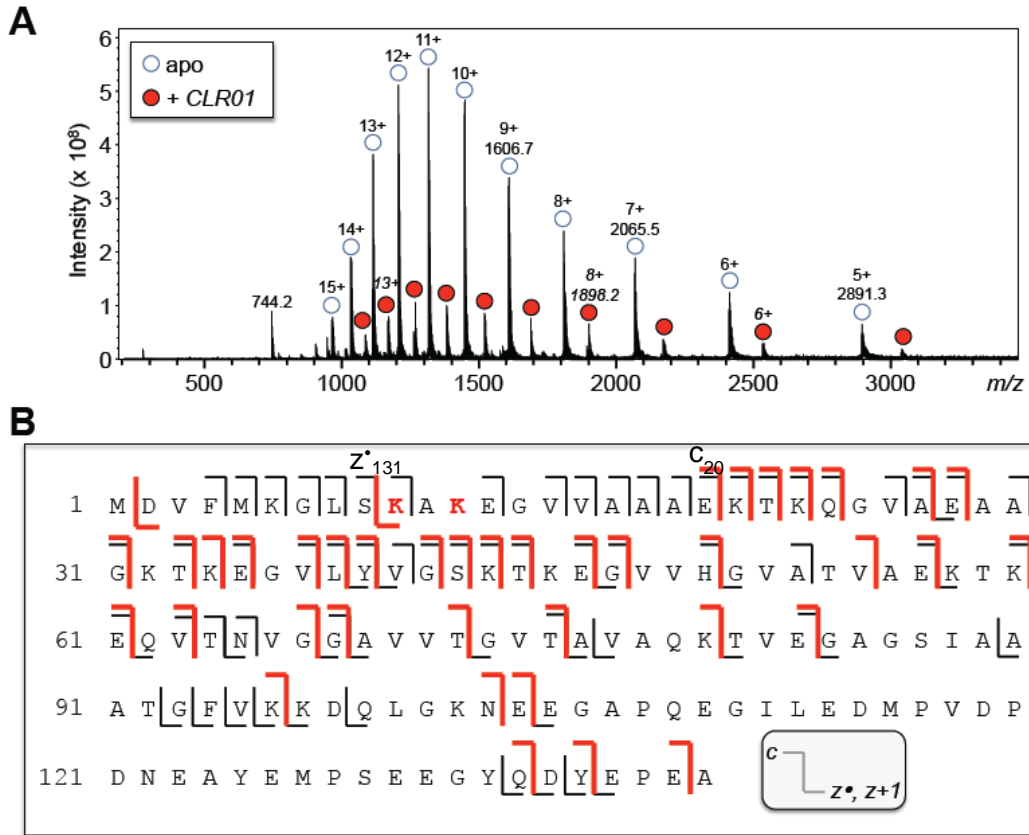 A
Intensity (x 10⁸)
6
5
4
3
2
1
0
apo
+ CLR01
744.2
15+
14+
13+
13+
12+
11+
10+
9+
1606.7
8+
8+
1898.2
7+
2065.5
6+
6+
5+
2891.3
500 1000 1500 2000 2500 3000 m/z
B
z•131 c20
1 M D V F M K G L S K A K E G V V A A A E K T K Q G V A E A A
31 G K T K E G V L Y V G S K T K E G V V H G V A T V A E K T K
61 E Q V T N V G G A V V T G V T A V A Q K T V E G A G S I A A
91 A T G F V K K D Q L G K N E E G A P Q E G I L E D M P V D P
121 D N E A Y E M P S E E G Y Q D Y E P E A
c
z•, z+1